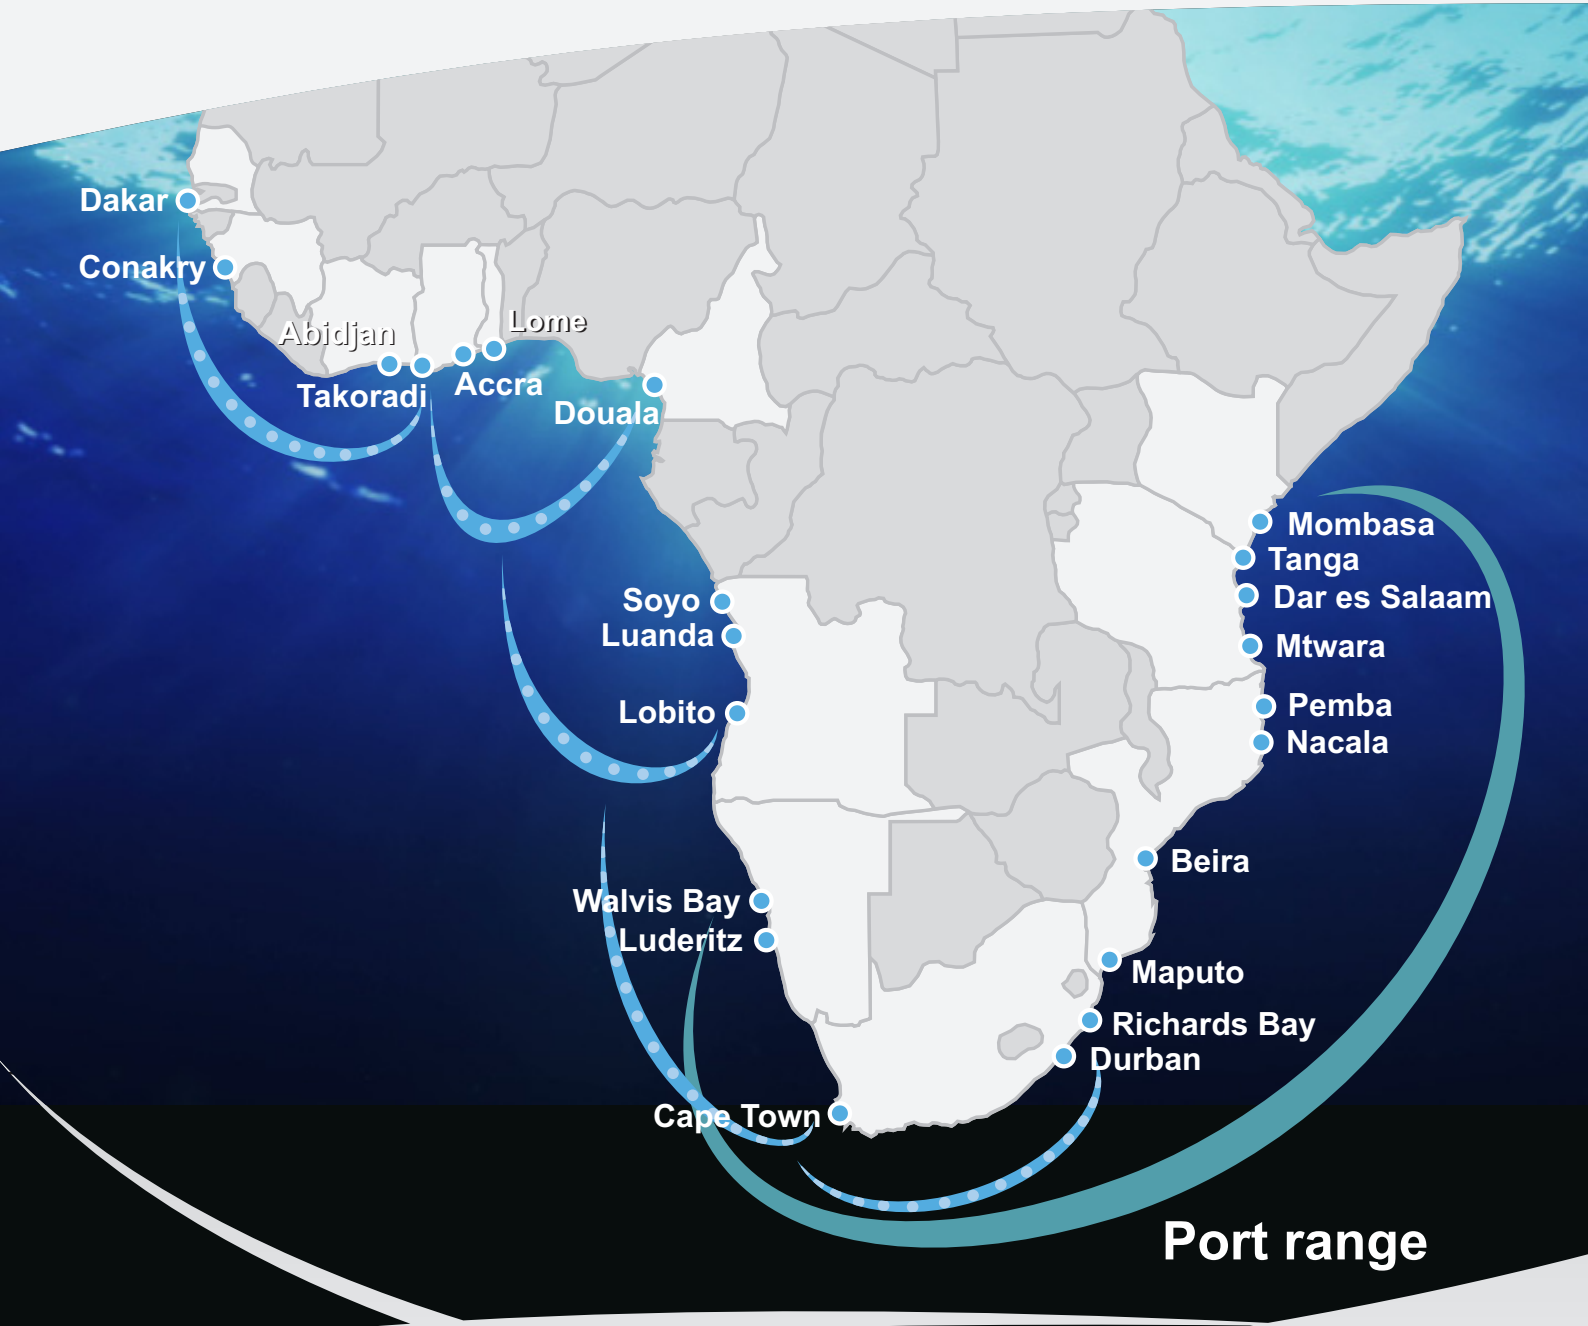 Dakar
Conakry
Abidjan
Lome
Takoradi
Accra
Douala
Soyo
Luanda
Lobito
Walvis Bay
Luderitz
Cape Town
Mombasa
Tanga
Dar es Salaam
Mtwara
Pemba
Nacala
Beira
Maputo
Richards Bay
Durban
Port range